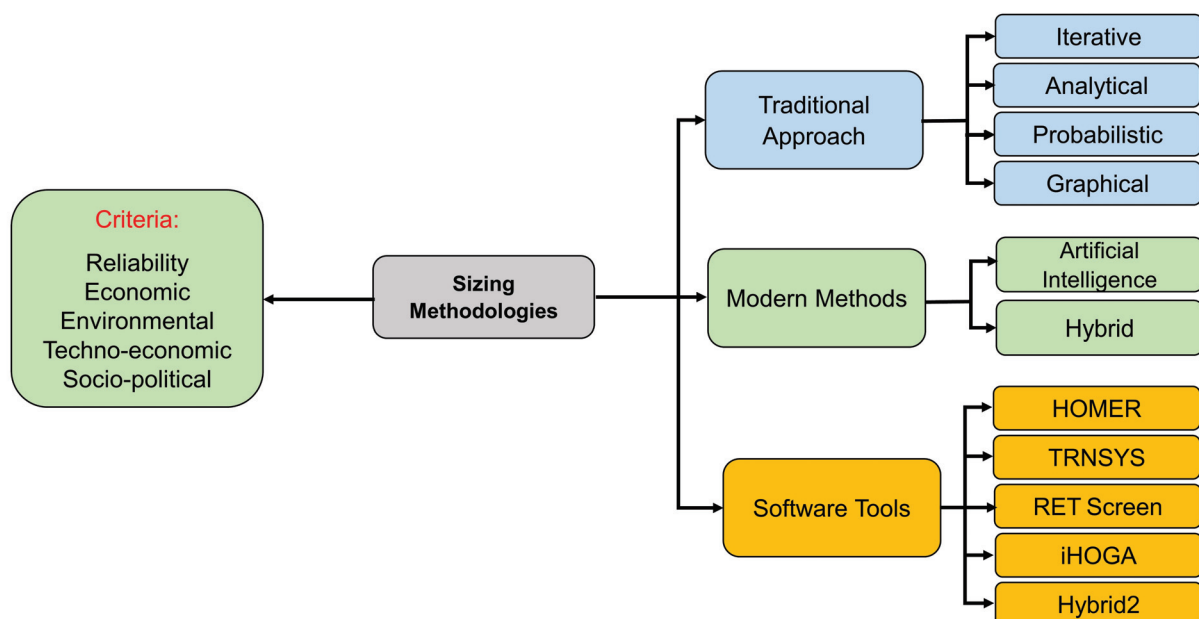 Criteria:
Reliability
Economic
Environmental
Techno-economic
Socio-political
Sizing
Methodologies
Traditional
Approach
Iterative
Analytical
Probabilistic
Graphical
Modern Methods
Artificial
Intelligence
Hybrid
Software Tools
HOMER
TRNSYS
RET Screen
iHOGA
Hybrid2